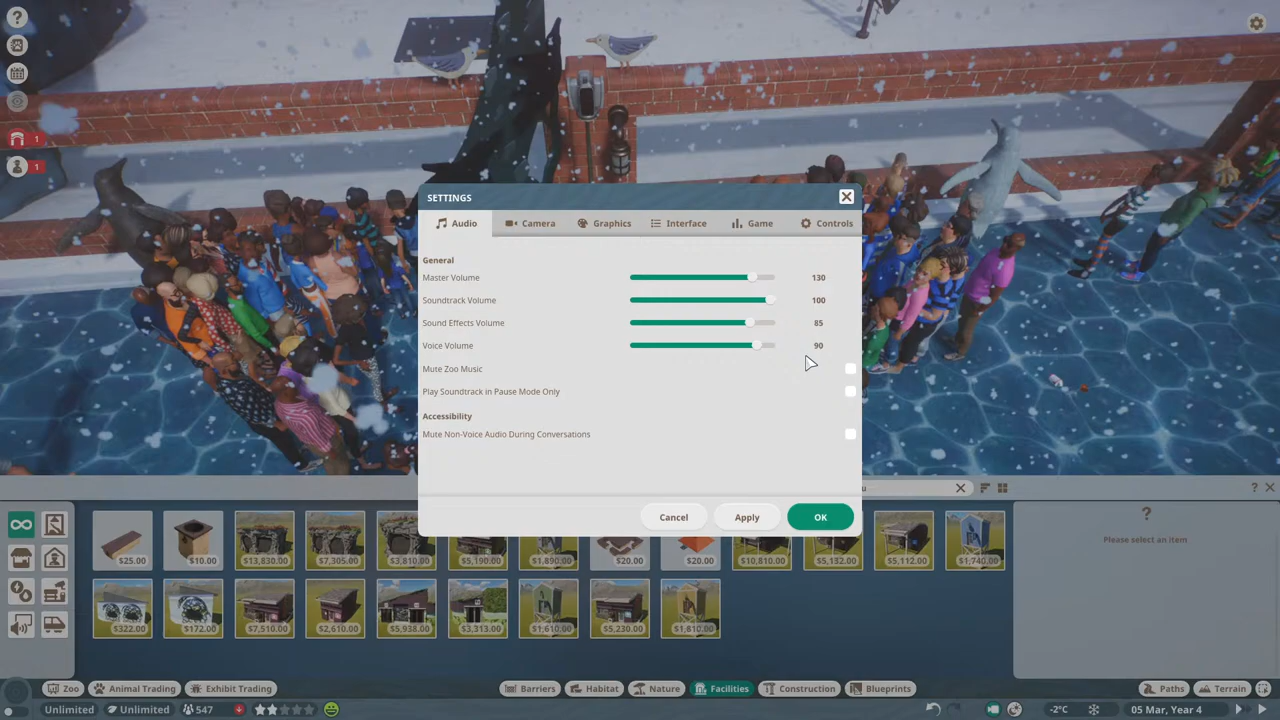 ?
1
1
SETTINGS
Audio Camera Graphics Interface Game Controls
General
Master Volume 130
Soundtrack Volume 100
Sound Effects Volume 85
Voice Volume 90
Mute Zoo Music
Play Soundtrack in Pause Mode Only
Accessibility
Mute Non-Voice Audio During Conversations
Cancel Apply OK
?
?
Please select an item
$25.00 $10.00 $13,830.00 $7,305.00 $3,810.00 $5,190.00 $1,890.00 $20.00 $20.00 $10,810.00 $5,132.00 $5,112.00 $1,740.00
$322.00 $172.00 $7,510.00 $2,610.00 $5,938.00 $3,313.00 $1,610.00 $5,230.00 $1,810.00
Zoo Animal Trading Exhibit Trading Barriers Habitat Nature Facilities Construction Blueprints Paths Terrain
Unlimited Unlimited 547 -2°C 05 Mar, Year 4